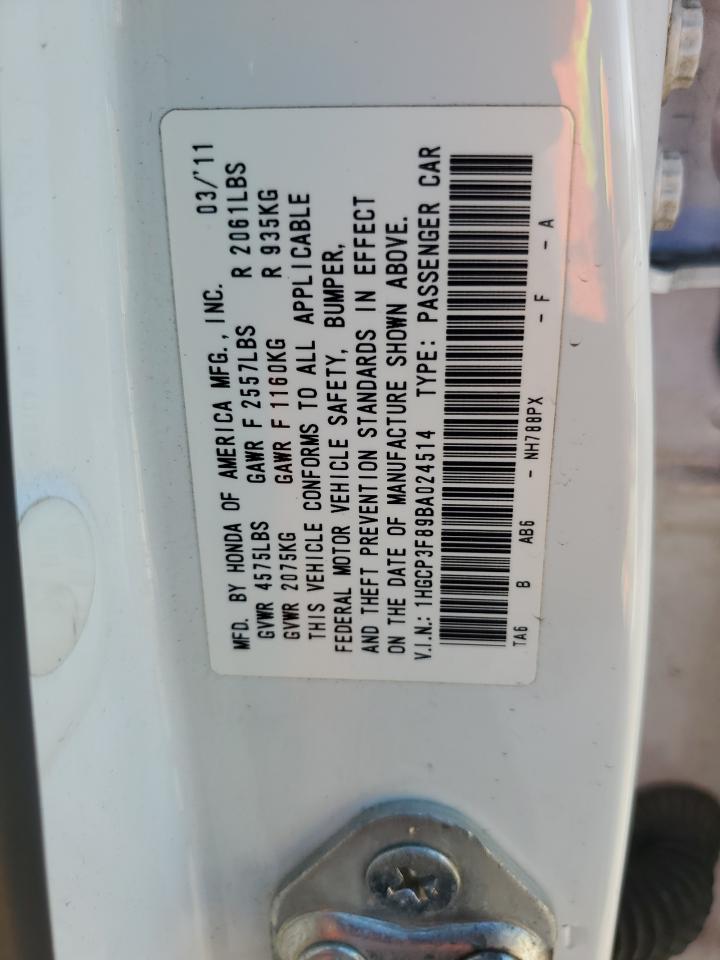 MFD. BY HONDA OF AMERICA MFG., INC. 03/'11
GVWR 4575LBS GAWR F 2557LBS R 2061LBS
GVWR 2075KG GAWR F 1160KG R 935KG
THIS VEHICLE CONFORMS TO ALL APPLICABLE
FEDERAL MOTOR VEHICLE SAFETY, BUMPER,
AND THEFT PREVENTION STANDARDS IN EFFECT
ON THE DATE OF MANUFACTURE SHOWN ABOVE.
V.I.N.: 1HGCP3F89BA024514 TYPE: PASSENGER CAR
TA6 B AB6 - NH788PX - F - A